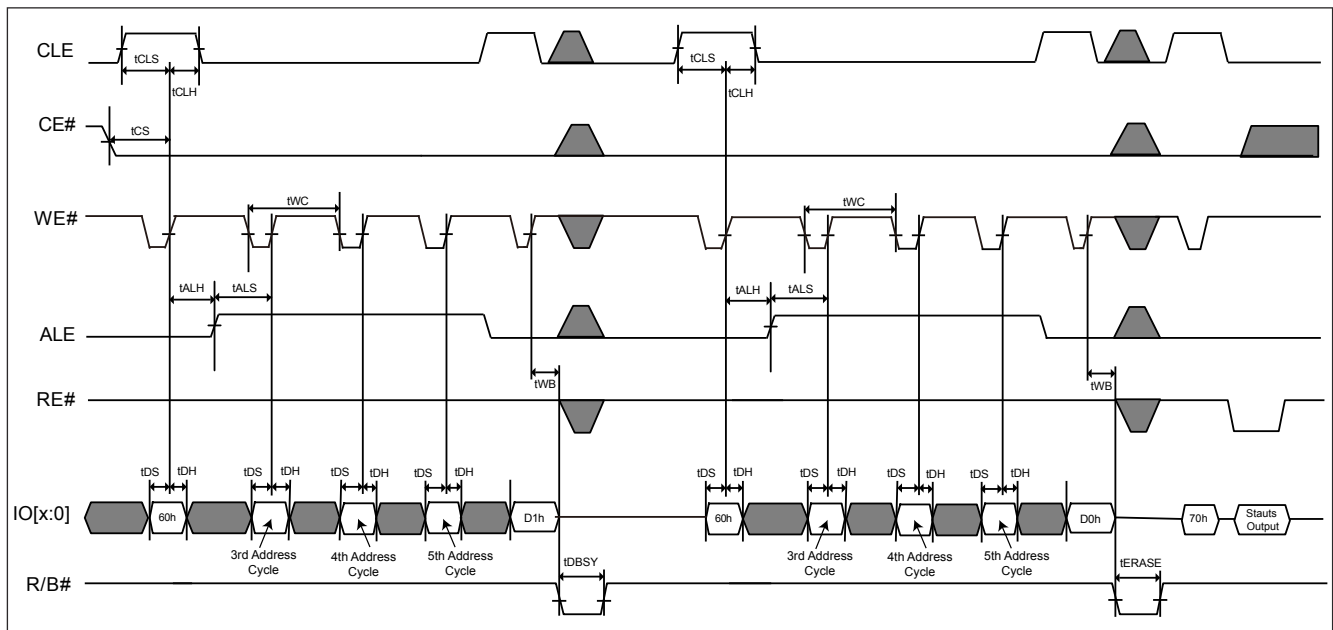 CLE
tCLS
tCLH
tCLS
tCLH
CE#
tCS
WE#
tWC
tWC
tALH
tALS
tALH
tALS
ALE
tWB
tWB
RE#
tDS
tDH
tDS
tDH
tDS
tDH
tDS
tDH
tDS
tDH
tDS
tDH
tDS
tDH
tDS
tDH
IO[x:0]
60h
D1h
60h
D0h
70h
Stauts
Output
3rd Address
Cycle
4th Address
Cycle
5th Address
Cycle
3rd Address
Cycle
4th Address
Cycle
5th Address
Cycle
tDBSY
tERASE
R/B#